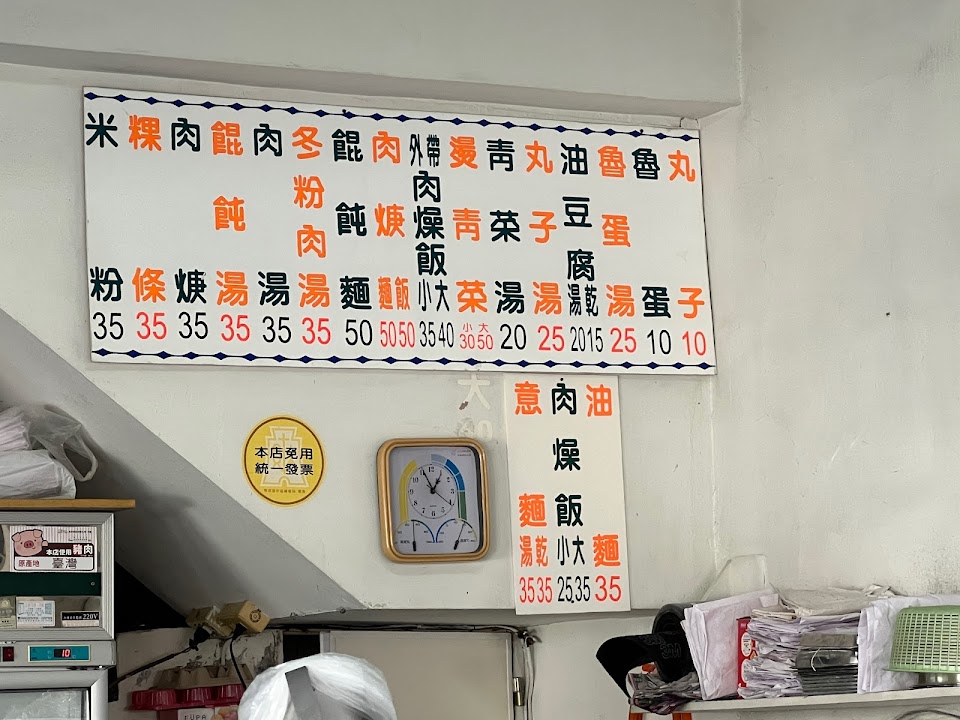 米粉 35
粿條 35
肉焿 35
餛飩湯 35
肉湯 35
冬粉肉湯 35
餛飩麵 50
肉焿 麵飯 50 50
外帶肉燥飯 小大 35 40
燙青菜 小大 30 50
青菜湯 20
丸子湯 25
油豆腐 湯乾 20 15
魯蛋湯 25
魯蛋 10
丸子 10
意麵 湯乾 35 35
肉燥飯 小大 25 35
油麵 35
大
本店免用
統一發票
本店使用豬肉
原產地 臺灣
220V
10